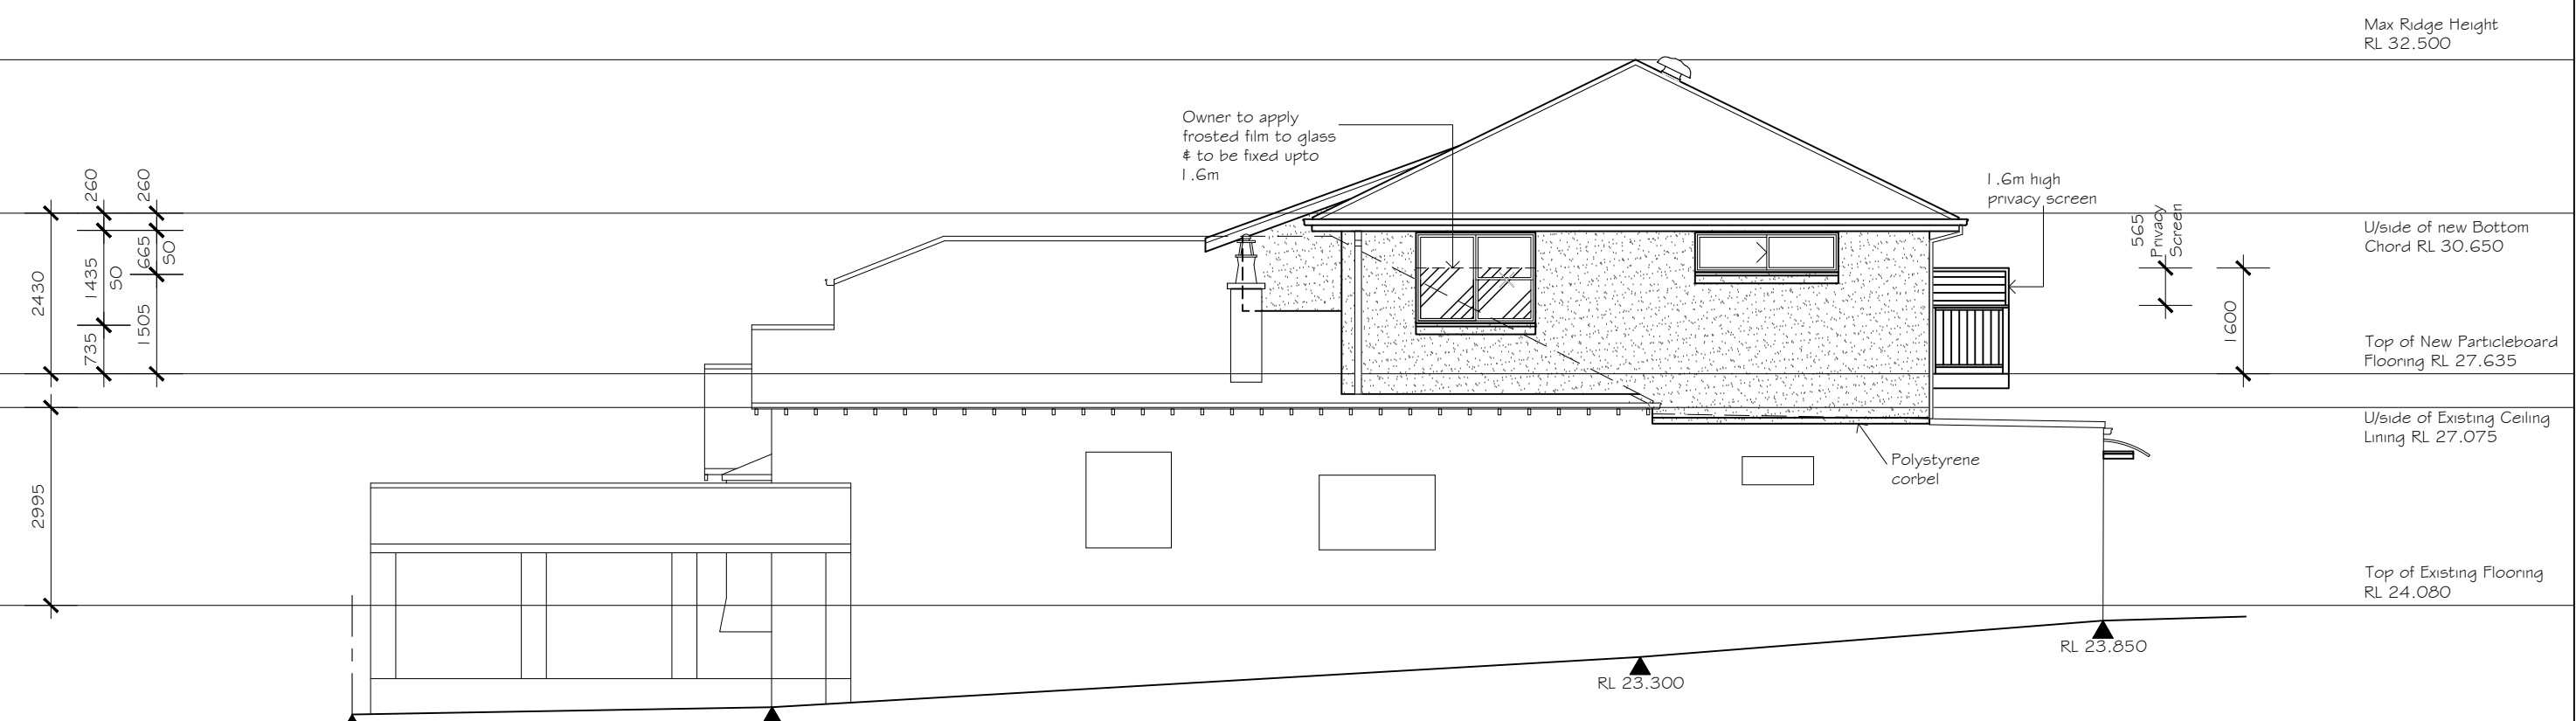 Max Ridge Height
RL 32.500
Owner to apply
frosted film to glass
& to be fixed upto
1.6m
1.6m high
privacy screen
260
260
665
50
1435
50
2430
735
1505
2995
565
Privacy
Screen
1600
U/side of new Bottom
Chord RL 30.650
Top of New Particleboard
Flooring RL 27.635
U/side of Existing Ceiling
Lining RL 27.075
Polystyrene
corbel
Top of Existing Flooring
RL 24.080
RL 23.850
RL 23.300